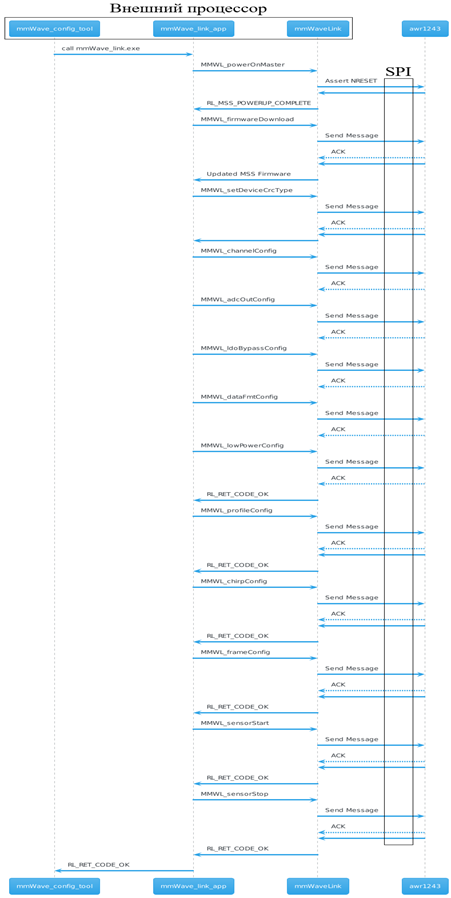 Внешний процессор
mmWave_config_tool mmWave_link_app mmWaveLink awr1243
call mmWave_link.exe
MMWL_powerOnMaster
SPI
Assert NRESET
RL_MSS_POWERUP_COMPLETE
MMWL_firmwareDownload
Send Message
ACK
Updated MSS Firmware
MMWL_setDeviceCrcType
Send Message
ACK
MMWL_channelConfig
Send Message
ACK
MMWL_adcOutConfig
Send Message
ACK
MMWL_ldoBypassConfig
Send Message
ACK
MMWL_dataFmtConfig
Send Message
ACK
MMWL_lowPowerConfig
Send Message
ACK
RL_RET_CODE_OK
MMWL_profileConfig
Send Message
ACK
RL_RET_CODE_OK
MMWL_chirpConfig
Send Message
ACK
RL_RET_CODE_OK
MMWL_frameConfig
Send Message
ACK
RL_RET_CODE_OK
MMWL_sensorStart
Send Message
ACK
RL_RET_CODE_OK
MMWL_sensorStop
Send Message
ACK
RL_RET_CODE_OK
RL_RET_CODE_OK
mmWave_config_tool mmWave_link_app mmWaveLink awr1243